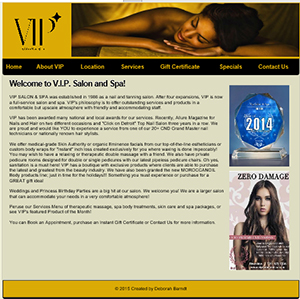 VIP
Home About VIP Location Services Gift Certificate Specials Contact Us
Welcome to V.I.P. Salon and Spa!
VIP SALON & SPA was established in 1998 as a nail and tanning salon. After four expansions, VIP is now
a full-service salon and spa. VIP's philosophy is to offer outstanding services and products in a
comfortable but upscale atmosphere with friendly and accommodating staff.
VIP has been awarded many national and local awards for our services. Recently, Allure Magazine for
Nails and Hair on two different occasions and "Click on Detroit" Top Nail Salon three years in a row. We
are proud and would like YOU to experience a service from one of our 20+ CND Grand Master nail
technicians or nationally renown hair stylists.
We offer medical-grade Skin Authority or organic Eminence facials from our top-of-the-line estheticians or
custom body wraps for "instant" inch loss created exclusively for you where waxing is done impeccably!
You may wish to have a relaxing or therapeutic double massage with a friend. We also have private
pedicure rooms designed for double or single pedicures with our latest pipeless pedicure chairs. Oh yes,
sanitation is a must here! VIP has a boutique with exclusive products where clients are able to purchase
the latest and greatest from the beauty industry. We have also been granted the new MOROCCANOIL
Body products line; just in time for the holidays!!! Something you must experience or purchase for a
GREAT gift idea!
Weddings and Princess Birthday Parties are a big hit at our salon. We welcome you! We are a larger salon
that can accommodate your needs in a very comfortable atmosphere!
Peruse our Services Menu of therapeutic massage, spa body treatments, skin care and spa packages, or
see VIP's featured Product of the Month!
You can Book an Appointment, purchase an Instant Gift Certificate or Contact Us for more information.
2014
ZERO DAMAGE
© 2015 Created by Deborah Barndt